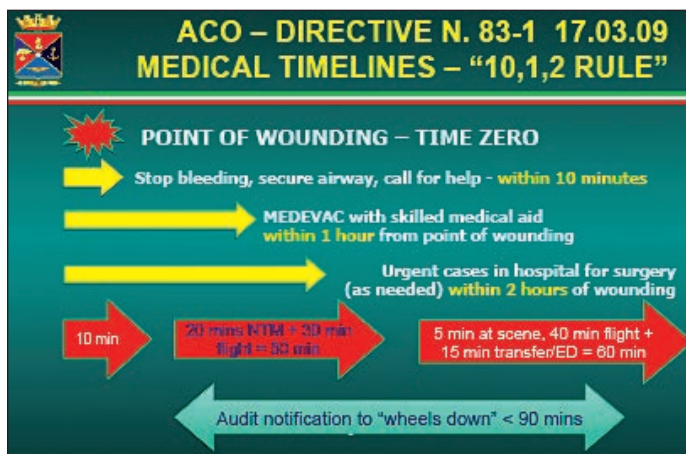 ACO – DIRECTIVE N. 83-1 17.03.09
MEDICAL TIMELINES – “10,1,2 RULE”
POINT OF WOUNDING – TIME ZERO
Stop bleeding, secure airway, call for help - within 10 minutes
MEDEVAC with skilled medical aid
within 1 hour from point of wounding
Urgent cases in hospital for surgery
(as needed) within 2 hours of wounding
10 min
20 mins NTM + 30 min
flight = 50 min
5 min at scene, 40 min flight +
15 min transfer/ED = 60 min
Audit notification to “wheels down” < 90 mins